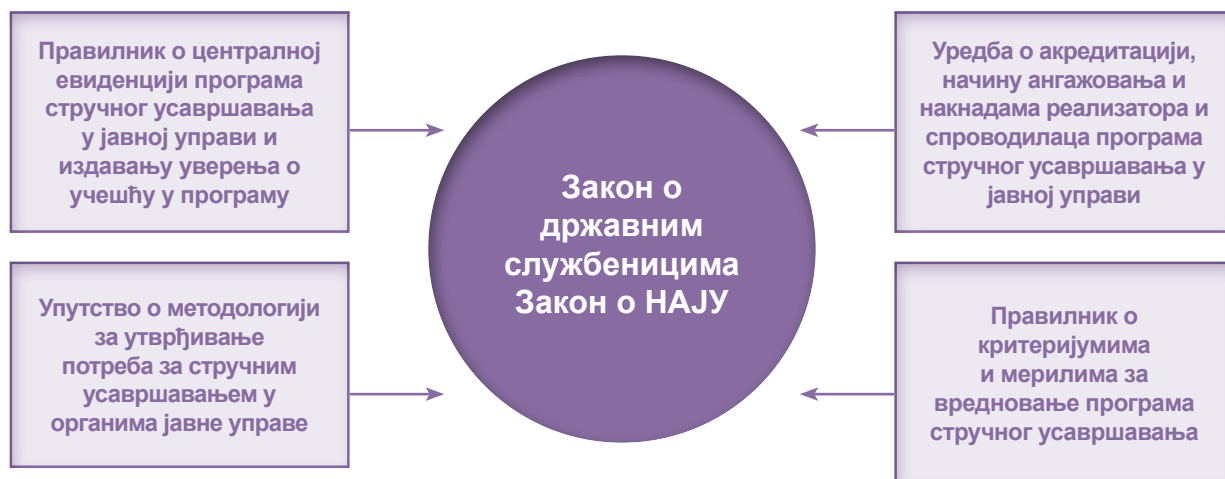 Правилник о централној
евиденцији програма
стручног усавршавања
у јавној управи и
издавању уверења о
учешћу у програму
Упутство о методологији
за утврђивање
потреба за стручним
усавршавањем у
органима јавне управе
Закон о
државним
службеницима
Закон о НАЈУ
Уредба о акредитацији,
начину ангажовања и
накнадама реализатора и
спроводилаца програма
стручног усавршавања у
јавној управи
Правилник о
критеријумима
и мерилима за
вредновање програма
стручног усавршавања